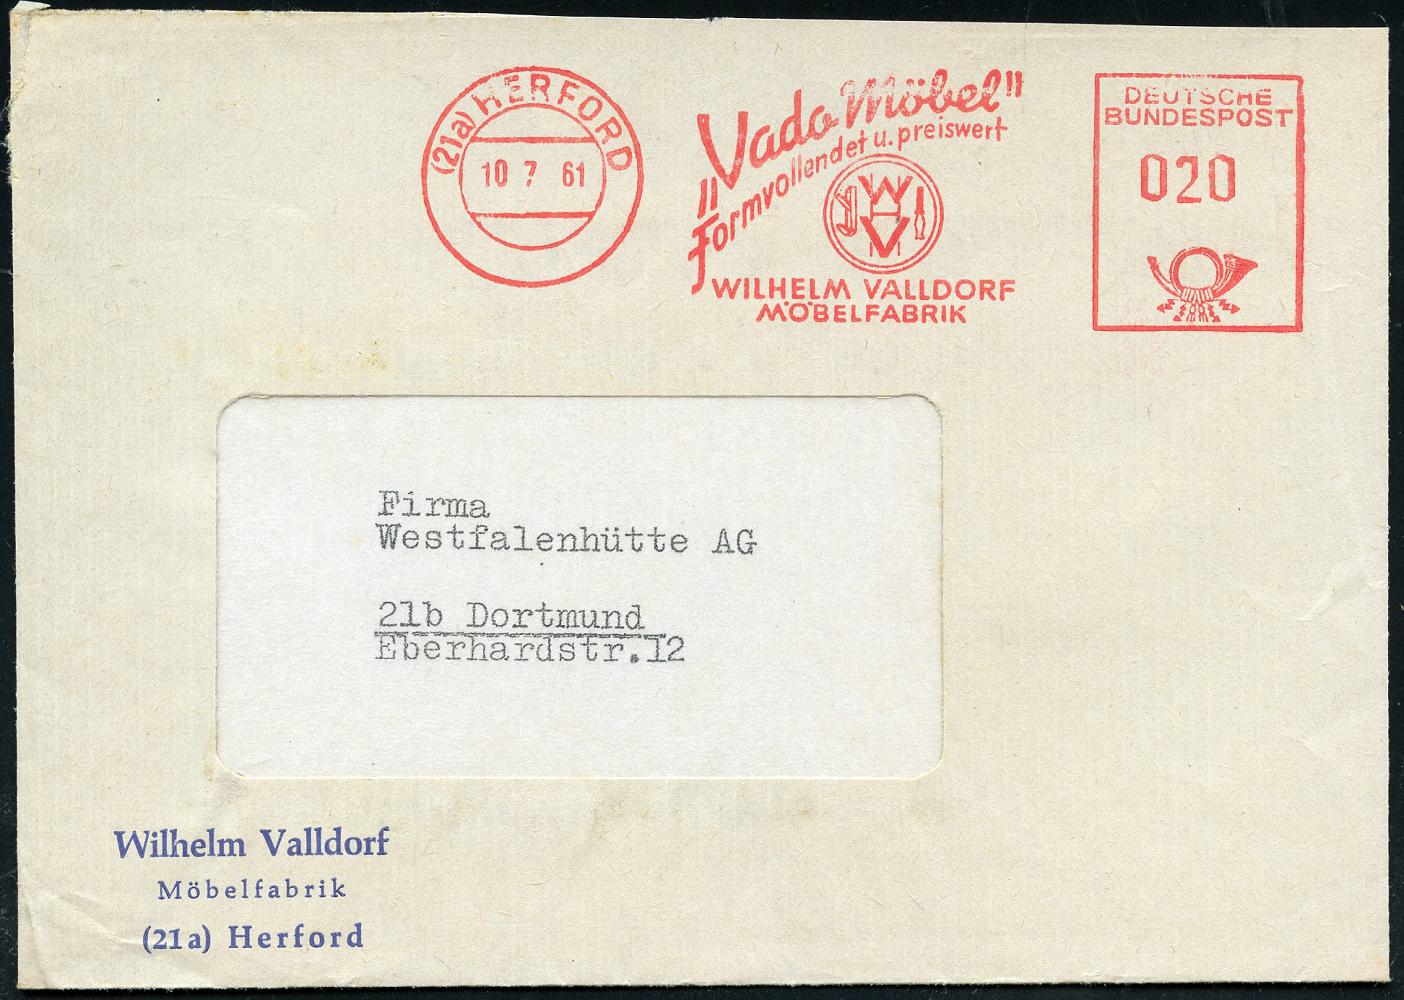 (21a) HERFORD
10 7 61
"Vado Möbel"
Formvollendet u. preiswert
WV
WILHELM VALLDORF
MÖBELFABRIK
DEUTSCHE
BUNDESPOST
020
Firma
Westfalenhütte AG
21b Dortmund
Eberhardstr.12
Wilhelm Valldorf
Möbelfabrik
(21a) Herford